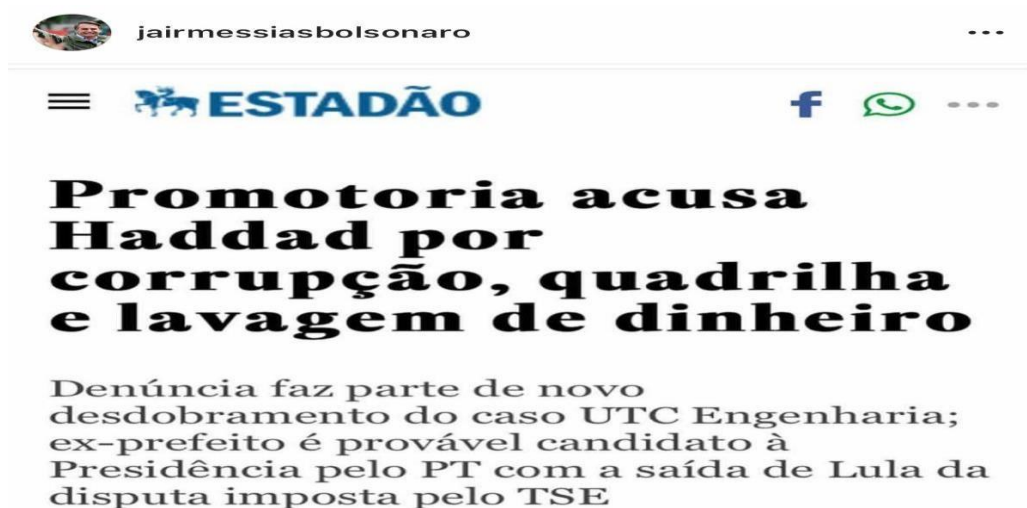 jairmessiasbolsonaro
ESTADÃO
Promotoria acusa
Haddad por
corrupção, quadrilha
e lavagem de dinheiro
Denúncia faz parte de novo
desdobramento do caso UTC Engenharia;
ex-prefeito é provável candidato à
Presidência pelo PT com a saída de Lula da
disputa imposta pelo TSE